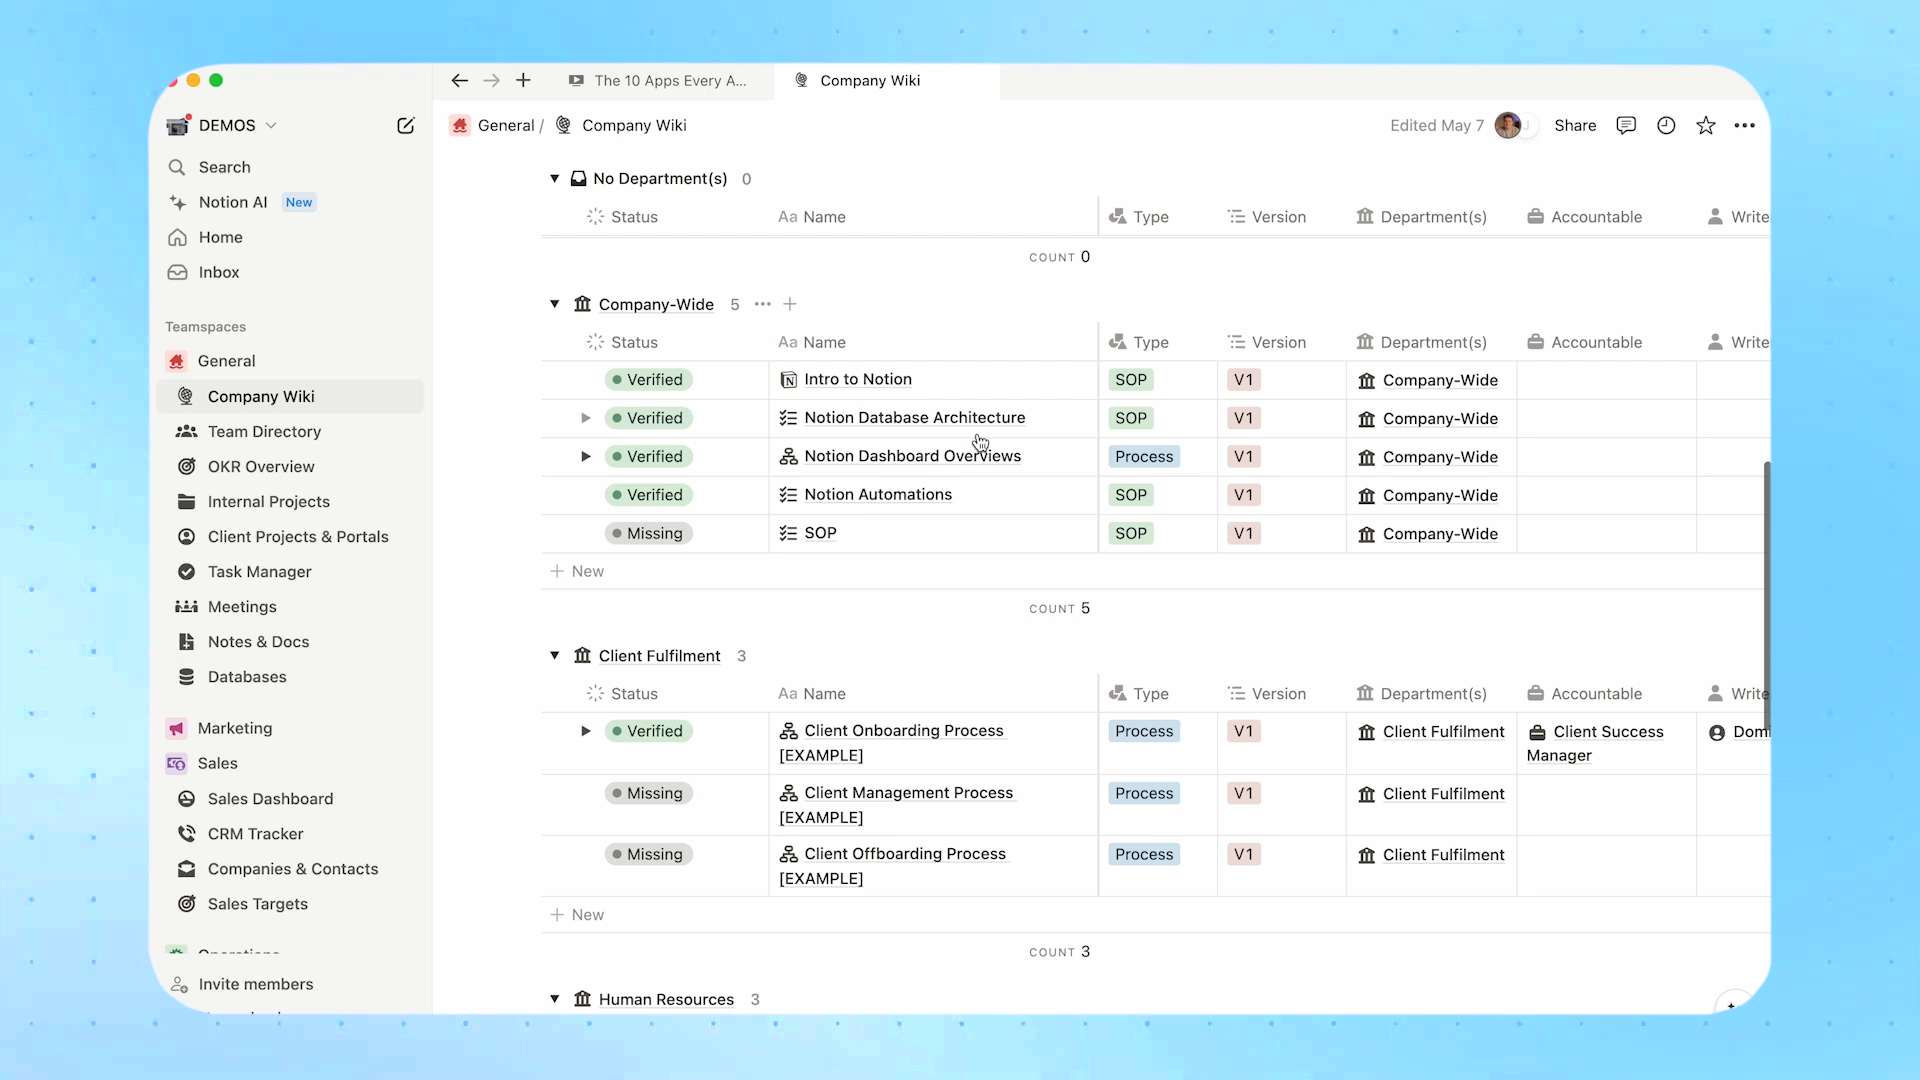 The 10 Apps Every A...
Company Wiki
DEMOS
General / Company Wiki
Edited May 7
Share
Search
Notion AI New
Home
Inbox
Teamspaces
General
Company Wiki
Team Directory
OKR Overview
Internal Projects
Client Projects & Portals
Task Manager
Meetings
Notes & Docs
Databases
Marketing
Sales
Sales Dashboard
CRM Tracker
Companies & Contacts
Sales Targets
Operations
Invite members
No Department(s) 0
Status Aa Name Type Version Department(s) Accountable Write
COUNT 0
Company-Wide 5
Status Aa Name Type Version Department(s) Accountable Write
Verified Intro to Notion SOP V1 Company-Wide
Verified Notion Database Architecture SOP V1 Company-Wide
Verified Notion Dashboard Overviews Process V1 Company-Wide
Verified Notion Automations SOP V1 Company-Wide
Missing SOP SOP V1 Company-Wide
New
COUNT 5
Client Fulfilment 3
Status Aa Name Type Version Department(s) Accountable Write
Verified Client Onboarding Process Process V1 Client Fulfilment Client Success Domi
[EXAMPLE] Manager
Missing Client Management Process Process V1 Client Fulfilment
[EXAMPLE]
Missing Client Offboarding Process Process V1 Client Fulfilment
[EXAMPLE]
New
COUNT 3
Human Resources 3